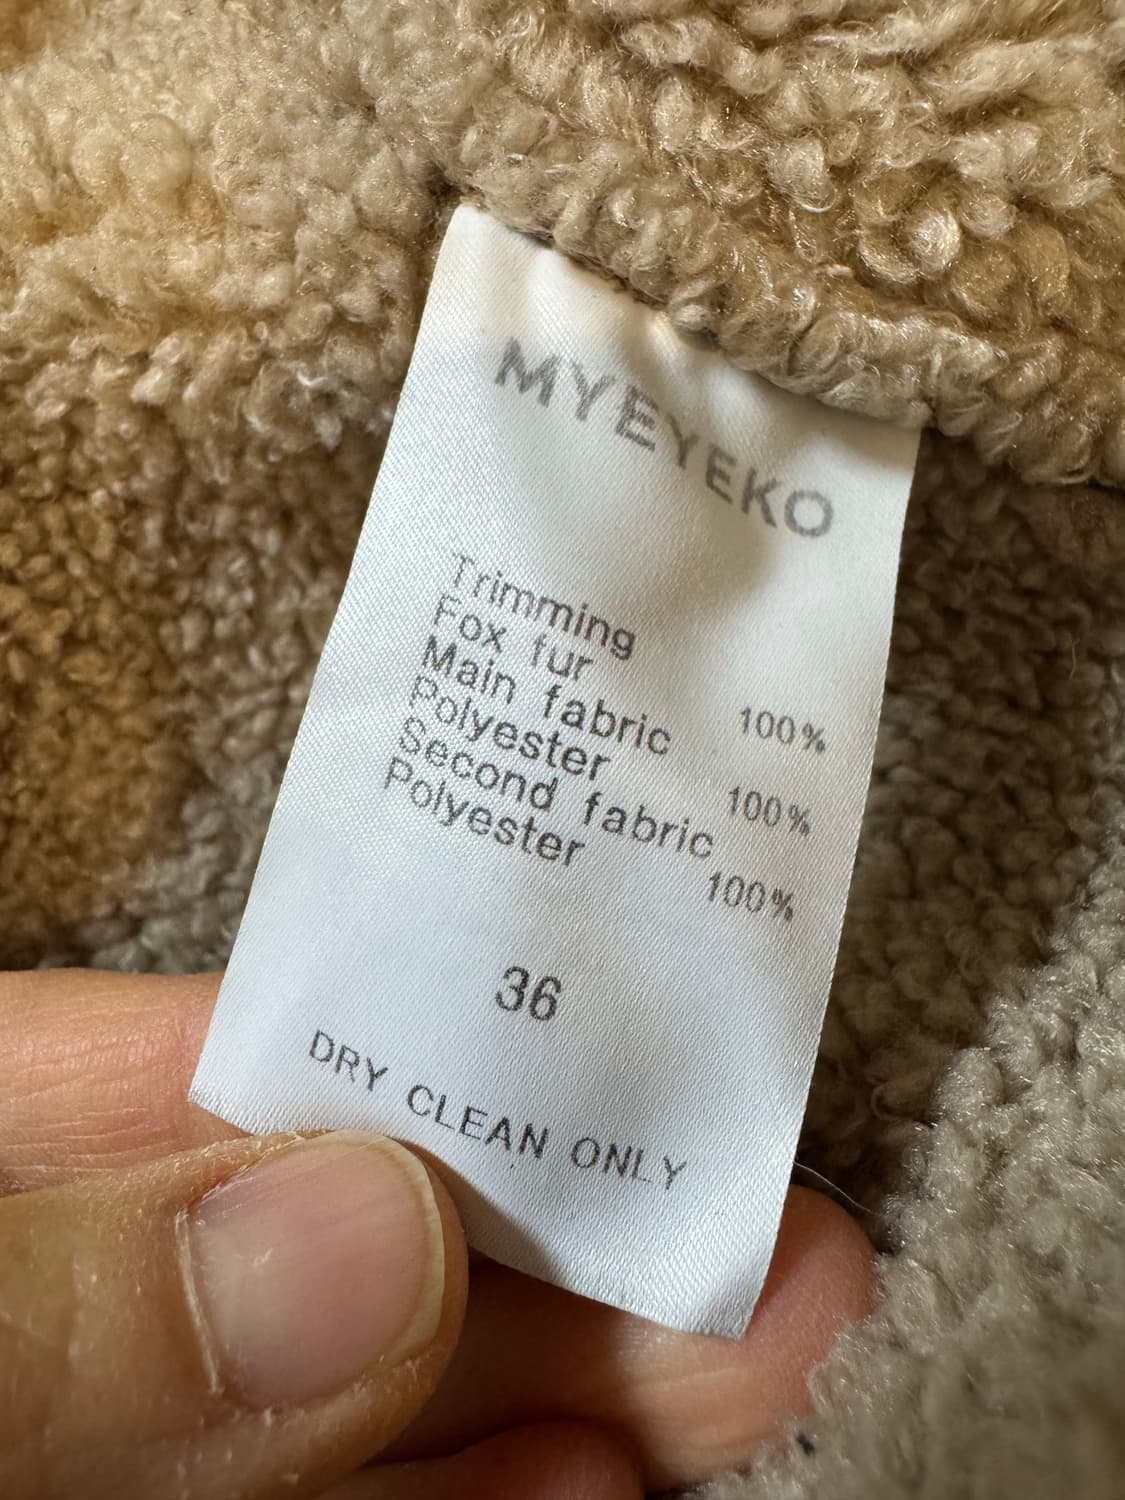 MYEYEKO
Trimming
Fox fur 100%
Main fabric
Polyester 100%
Second fabric
Polyester 100%
36
DRY CLEAN ONLY